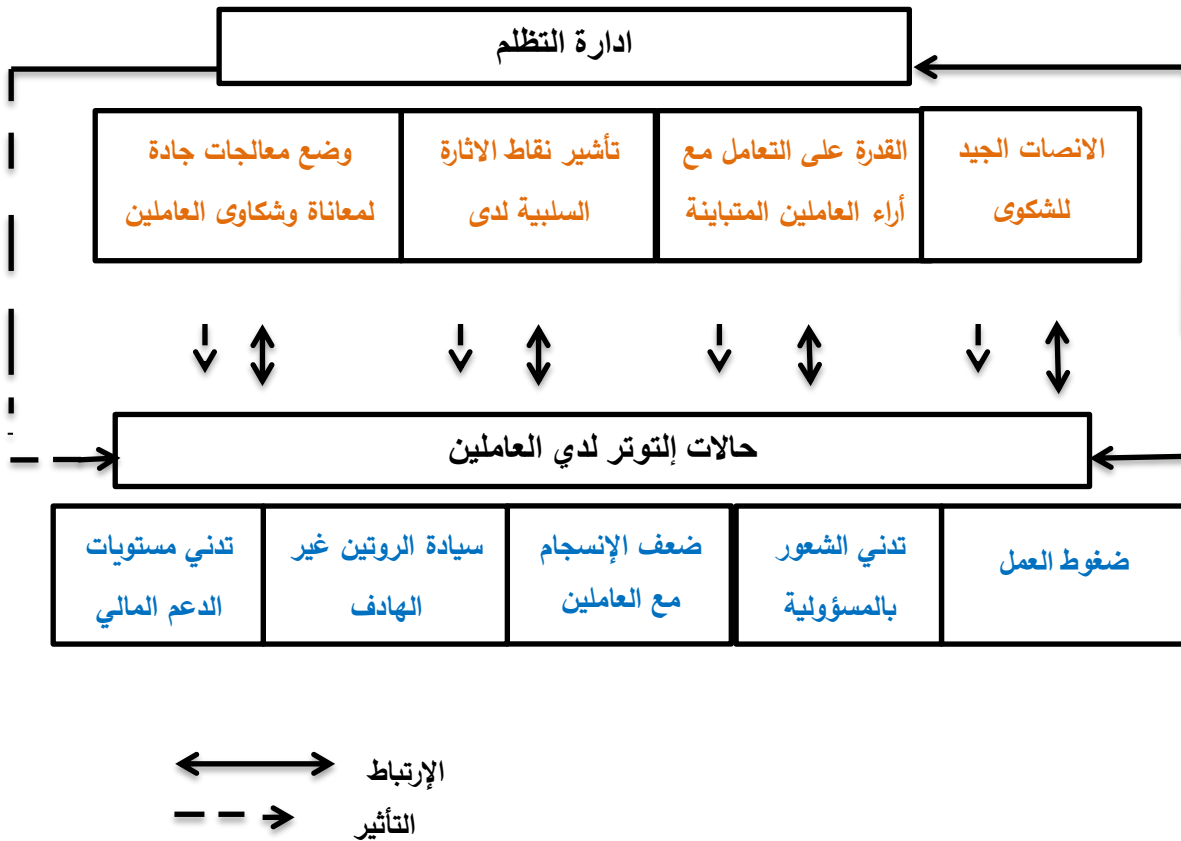 ادارة التظلم
الانصات الجيد
للشكوى
القدرة على التعامل مع
أراء العاملين المتباينة
تأشير نقاط الاثارة
السلبية لدى
وضع معالجات جادة
لمعاناة وشكاوى العاملين
حالات إلتوتر لدي العاملين
ضغوط العمل
تدني الشعور
بالمسؤولية
ضعف الإنسجام
مع العاملين
سيادة الروتين غير
الهادف
تدني مستويات
الدعم المالي
الإرتباط
التأثير